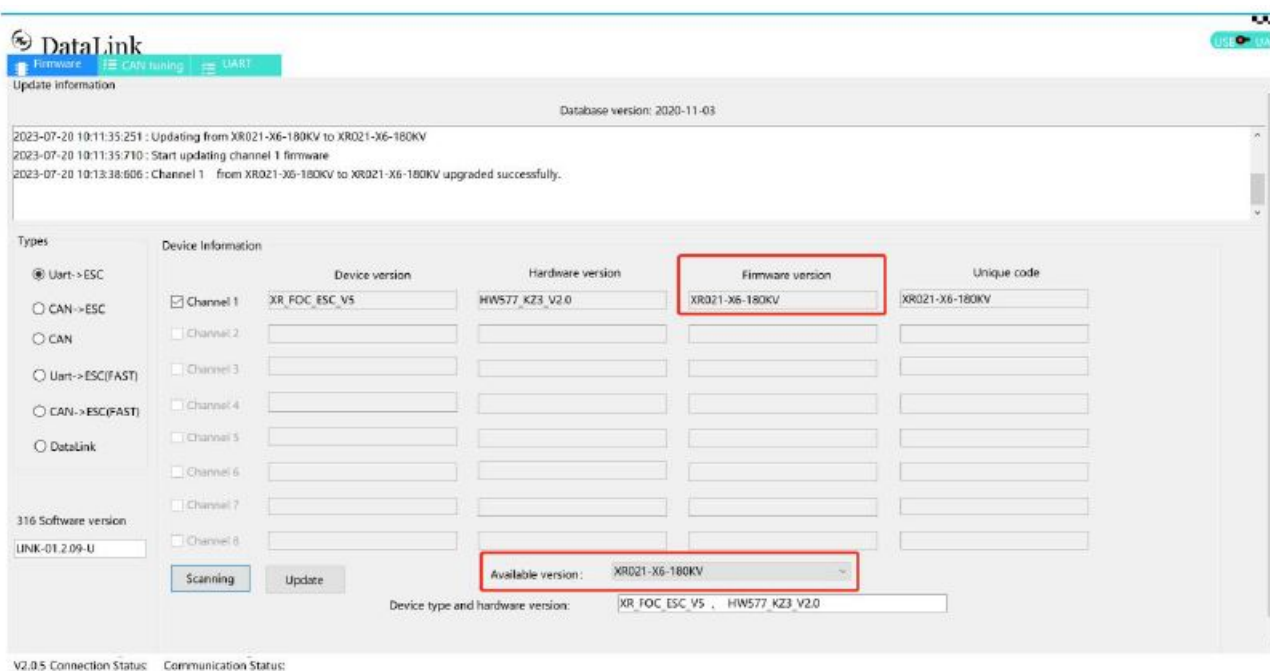 DataLink
Firmware CAN tuning UART
Update information
Database version: 2020-11-03
2023-07-20 10:11:35:251 : Updating from XR021-X6-180KV to XR021-X6-180KV
2023-07-20 10:11:35:710 : Start updating channel 1 firmware
2023-07-20 10:13:38:606 : Channel 1 from XR021-X6-180KV to XR021-X6-180KV upgraded successfully.
Types
Device Information
Device version Hardware version Firmware version Unique code
Uart->ESC
CAN->ESC
CAN
Uart->ESC(FAST)
CAN->ESC(FAST)
DataLink
Channel 1 XR_FOC_ESC_V5 HW577_KZ3_V2.0 XR021-X6-180KV XR021-X6-180KV
Channel 2
Channel 3
Channel 4
Channel 5
Channel 6
Channel 7
Channel 8
316 Software version
LINK-01.2.09-U
Scanning Update Available version: XR021-X6-180KV
Device type and hardware version: XR_FOC_ESC_V5 , HW577_KZ3_V2.0
V2.0.5 Connection Status: Communication Status: